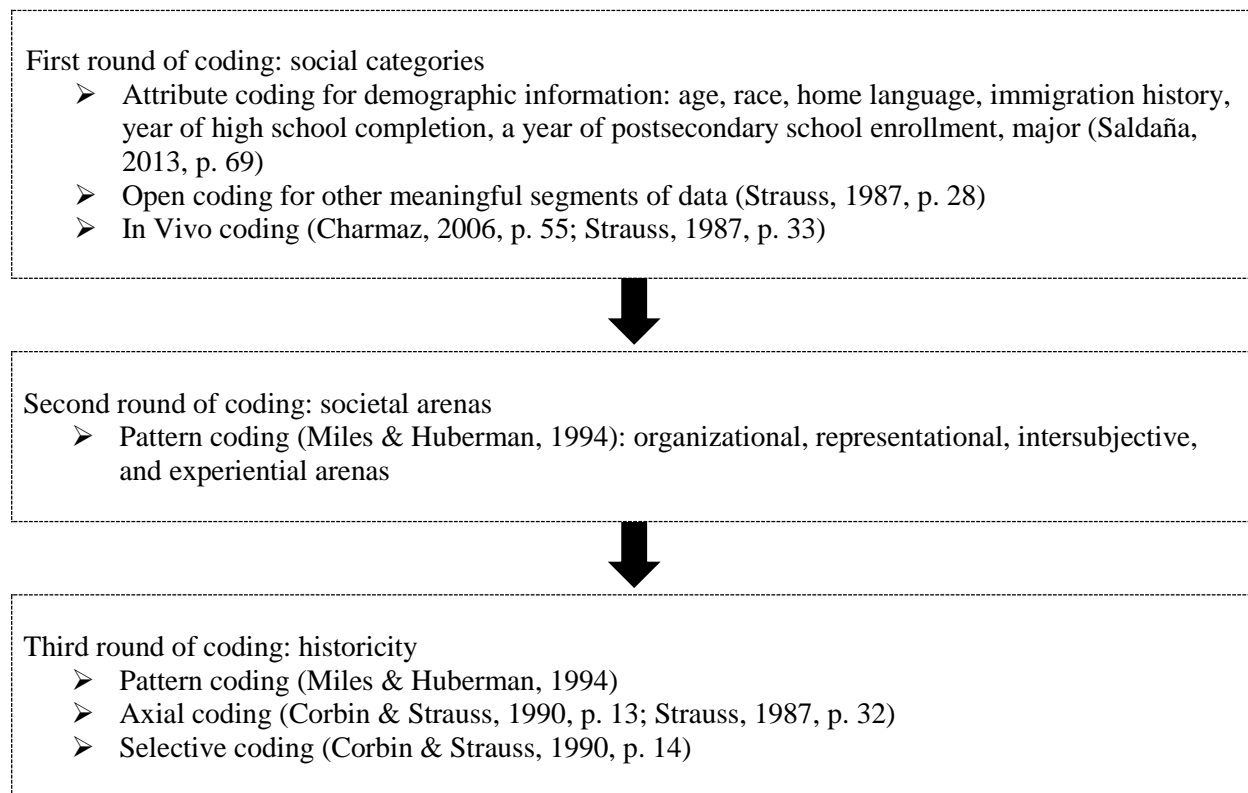 First round of coding: social categories
➢ Attribute coding for demographic information: age, race, home language, immigration history,
year of high school completion, a year of postsecondary school enrollment, major (Saldaña,
2013, p. 69)
➢ Open coding for other meaningful segments of data (Strauss, 1987, p. 28)
➢ In Vivo coding (Charmaz, 2006, p. 55; Strauss, 1987, p. 33)
Second round of coding: societal arenas
➢ Pattern coding (Miles & Huberman, 1994): organizational, representational, intersubjective,
and experiential arenas
Third round of coding: historicity
➢ Pattern coding (Miles & Huberman, 1994)
➢ Axial coding (Corbin & Strauss, 1990, p. 13; Strauss, 1987, p. 32)
➢ Selective coding (Corbin & Strauss, 1990, p. 14)